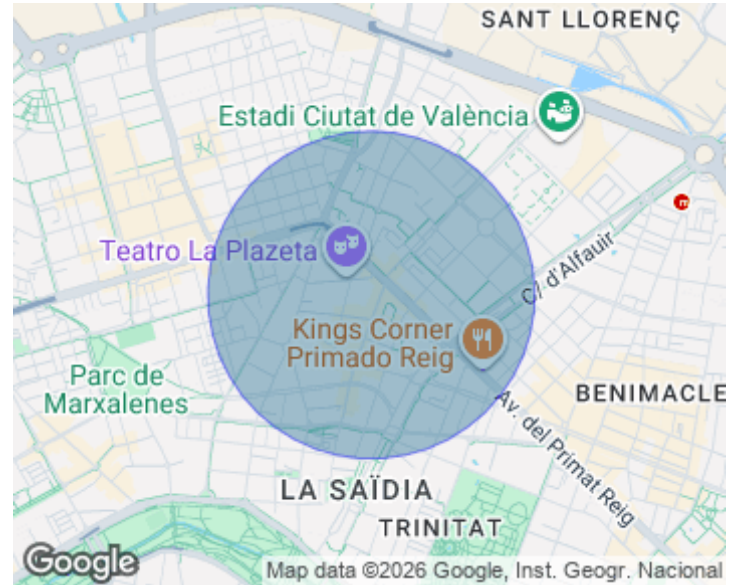 SANT LLORENÇ
Estadi Ciutat de València
Teatro La Plazeta
C/ d'Alfauir
Kings Corner
Primado Reig
Parc de
Marxalenes
BENIMACLE
Av. del Primat Reig
LA SAÏDIA
TRINITAT
Google
Map data ©2026 Google, Inst. Geogr. Nacional